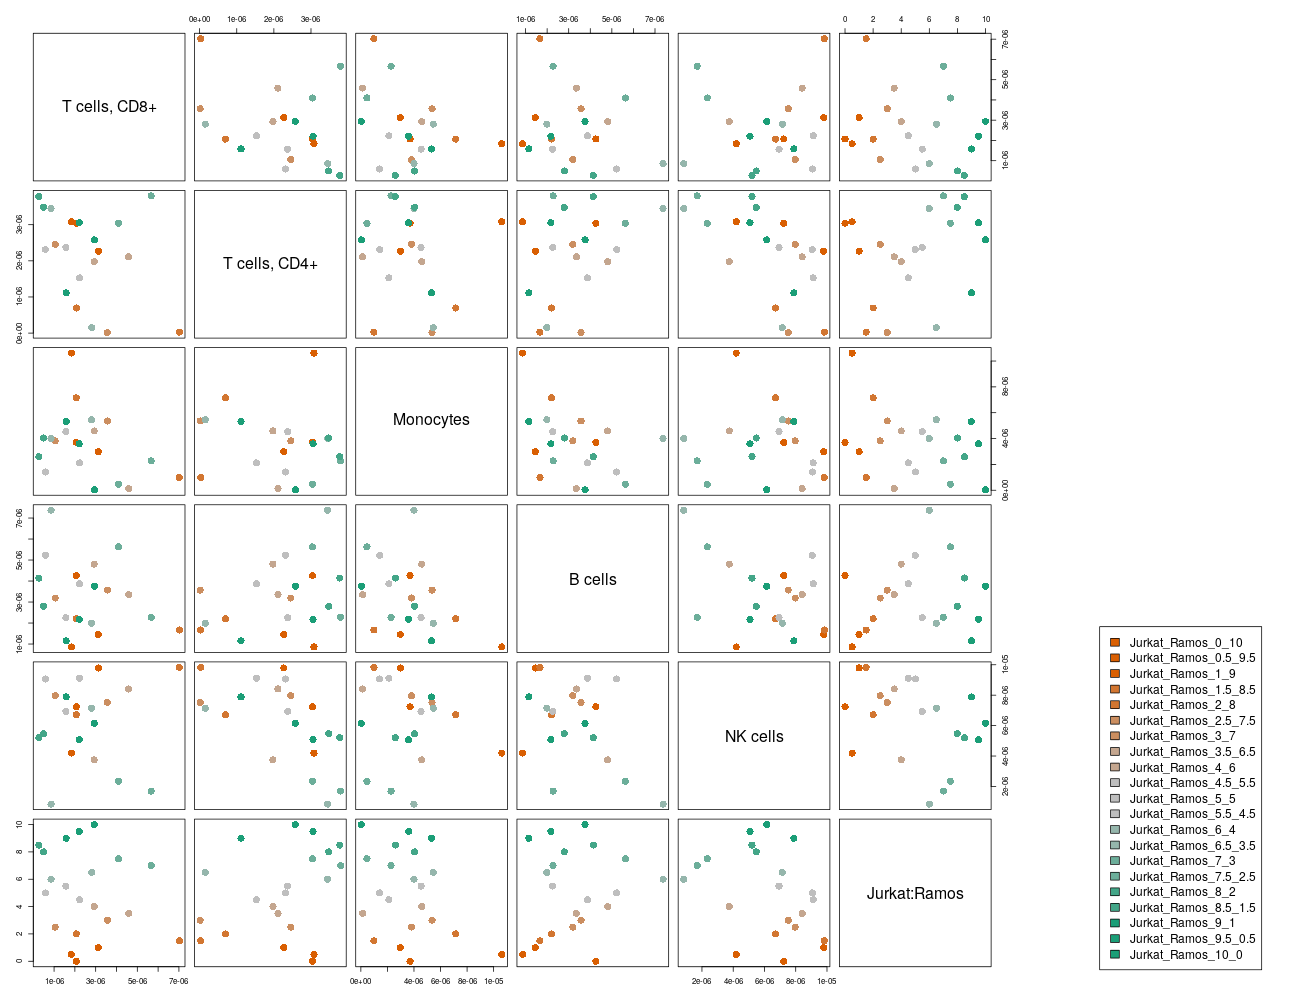 0e+00 1e-06 2e-06 3e-06 1e-06 3e-06 5e-06 7e-06 0 2 4 6 8 10
T cells, CD8+
1e-06 3e-06 5e-06 7e-06
T cells, CD4+
0e+00 1e-06 2e-06 3e-06
Monocytes
0e+00 4e-06 8e-06
B cells
1e-06 3e-06 5e-06 7e-06
NK cells
2e-06 4e-06 6e-06 8e-06 1e-05
Jurkat:Ramos
0 2 4 6 8 10
1e-06 3e-06 5e-06 7e-06 0e+00 4e-06 8e-06 1e-05 2e-06 4e-06 6e-06 8e-06 1e-05
Jurkat_Ramos_0_10
Jurkat_Ramos_0.5_9.5
Jurkat_Ramos_1_9
Jurkat_Ramos_1.5_8.5
Jurkat_Ramos_2_8
Jurkat_Ramos_2.5_7.5
Jurkat_Ramos_3_7
Jurkat_Ramos_3.5_6.5
Jurkat_Ramos_4_6
Jurkat_Ramos_4.5_5.5
Jurkat_Ramos_5_5
Jurkat_Ramos_5.5_4.5
Jurkat_Ramos_6_4
Jurkat_Ramos_6.5_3.5
Jurkat_Ramos_7_3
Jurkat_Ramos_7.5_2.5
Jurkat_Ramos_8_2
Jurkat_Ramos_8.5_1.5
Jurkat_Ramos_9_1
Jurkat_Ramos_9.5_0.5
Jurkat_Ramos_10_0